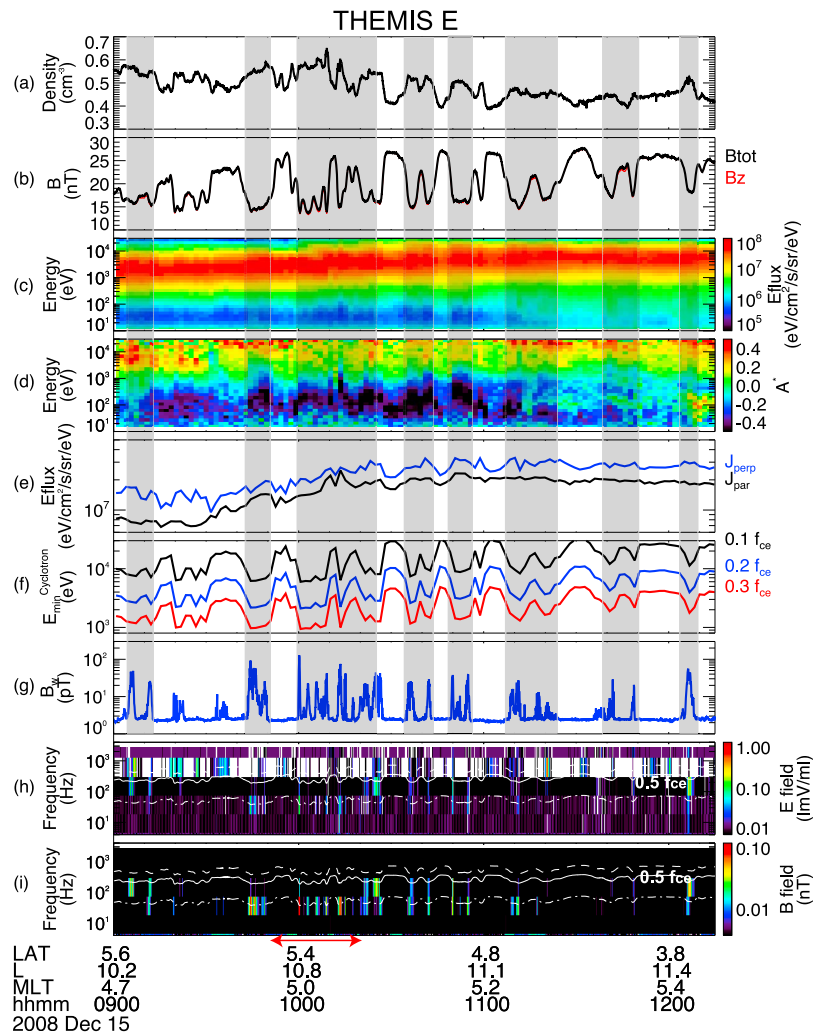 THEMIS E
(a)
Density
(cm⁻³)
0.7
0.6
0.5
0.4
0.3
(b)
B
(nT)
30
25
20
15
10
Btot
Bz
(c)
Energy
(eV)
10⁴
10³
10²
10¹
10⁸
10⁷
10⁶
10⁵
Eflux
(eV/cm²/s/sr/eV)
(d)
Energy
(eV)
10⁴
10³
10²
10¹
0.4
0.2
0.0
-0.2
-0.4
A*
(e)
Eflux
(eV/cm²/s/sr/eV)
10⁷
J_perp
J_par
(f)
E_min^Cyclotron
(eV)
10⁴
10³
0.1 f_ce
0.2 f_ce
0.3 f_ce
(g)
B_w
(pT)
10²
10¹
10⁰
(h)
Frequency
(Hz)
10³
10²
10¹
0.5 fce
1.00
0.10
0.01
E field
(lmV/ml)
(i)
Frequency
(Hz)
10³
10²
10¹
0.5 fce
0.10
0.01
B field
(nT)
LAT 5.6 5.4 4.8 3.8
L 10.2 10.8 11.1 11.4
MLT 4.7 5.0 5.2 5.4
hhmm 0900 1000 1100 1200
2008 Dec 15